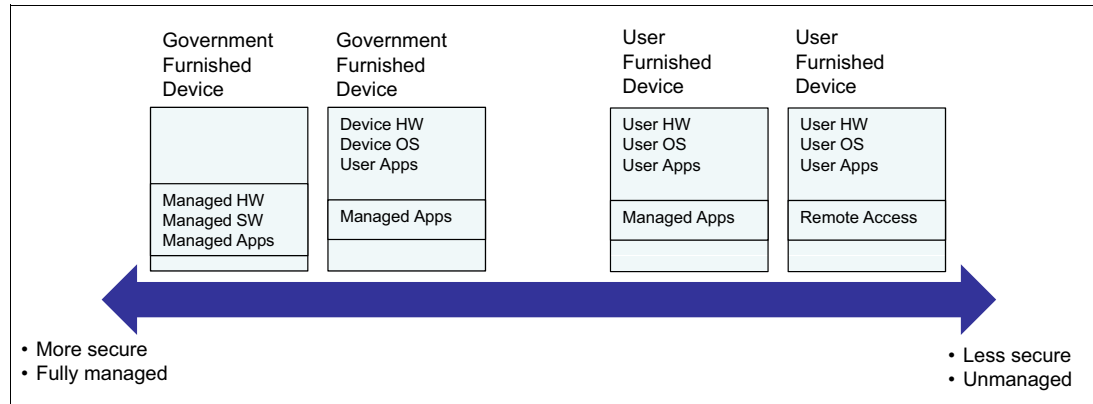 Government
Furnished
Device
Managed HW
Managed SW
Managed Apps
Government
Furnished
Device
Device HW
Device OS
User Apps
Managed Apps
User
Furnished
Device
User HW
User OS
User Apps
Managed Apps
User
Furnished
Device
User HW
User OS
User Apps
Remote Access
• More secure
• Fully managed
• Less secure
• Unmanaged